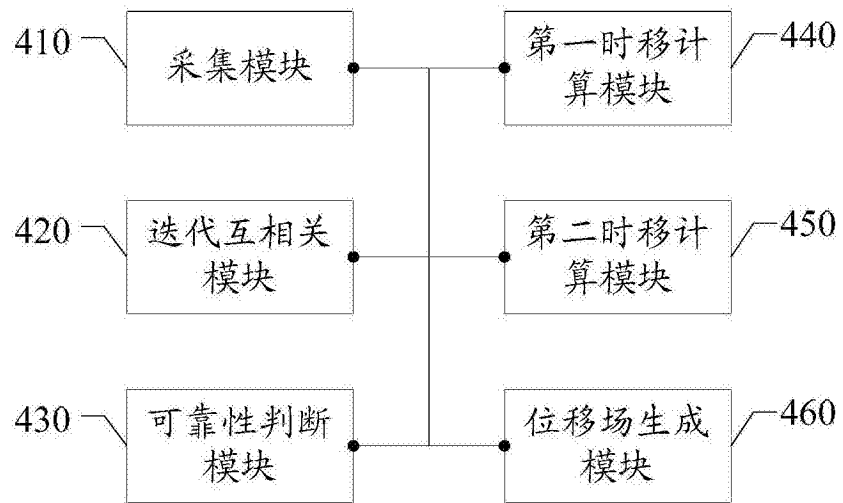 410
采集模块
第一时移计
算模块
440
420
迭代互相关
模块
第二时移计
算模块
450
430
可靠性判断
模块
位移场生成
模块
460